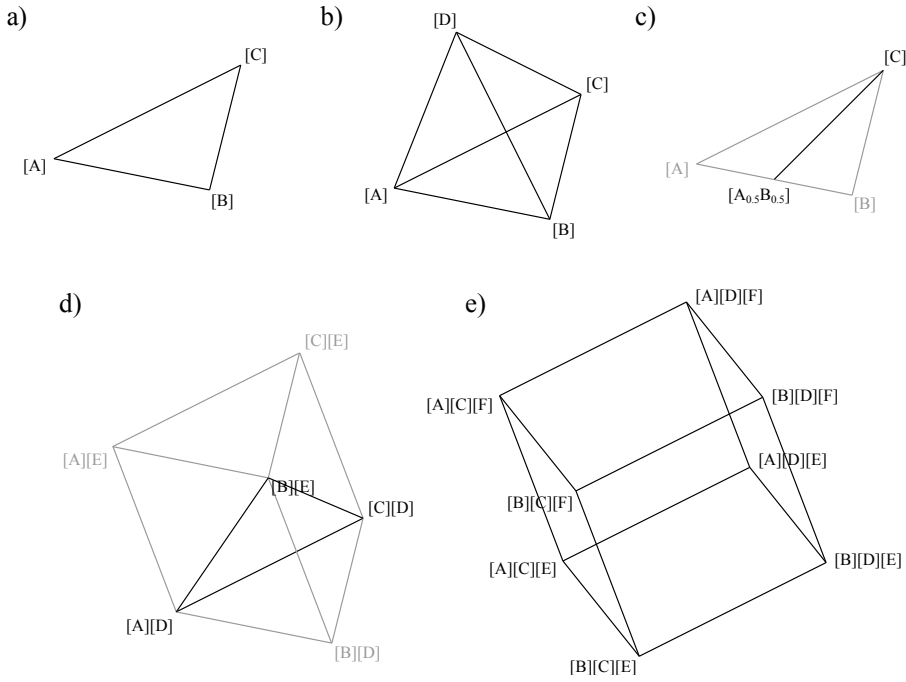 a)
[C]
[A]
[B]
b)
[D]
[C]
[A]
[B]
c)
[C]
[A]
[A0.5B0.5]
[B]
d)
[C][E]
[A][E]
[B][E]
[C][D]
[A][D]
[B][D]
e)
[A][D][F]
[A][C][F]
[B][D][F]
[A][D][E]
[B][C][F]
[A][C][E]
[B][D][E]
[B][C][E]